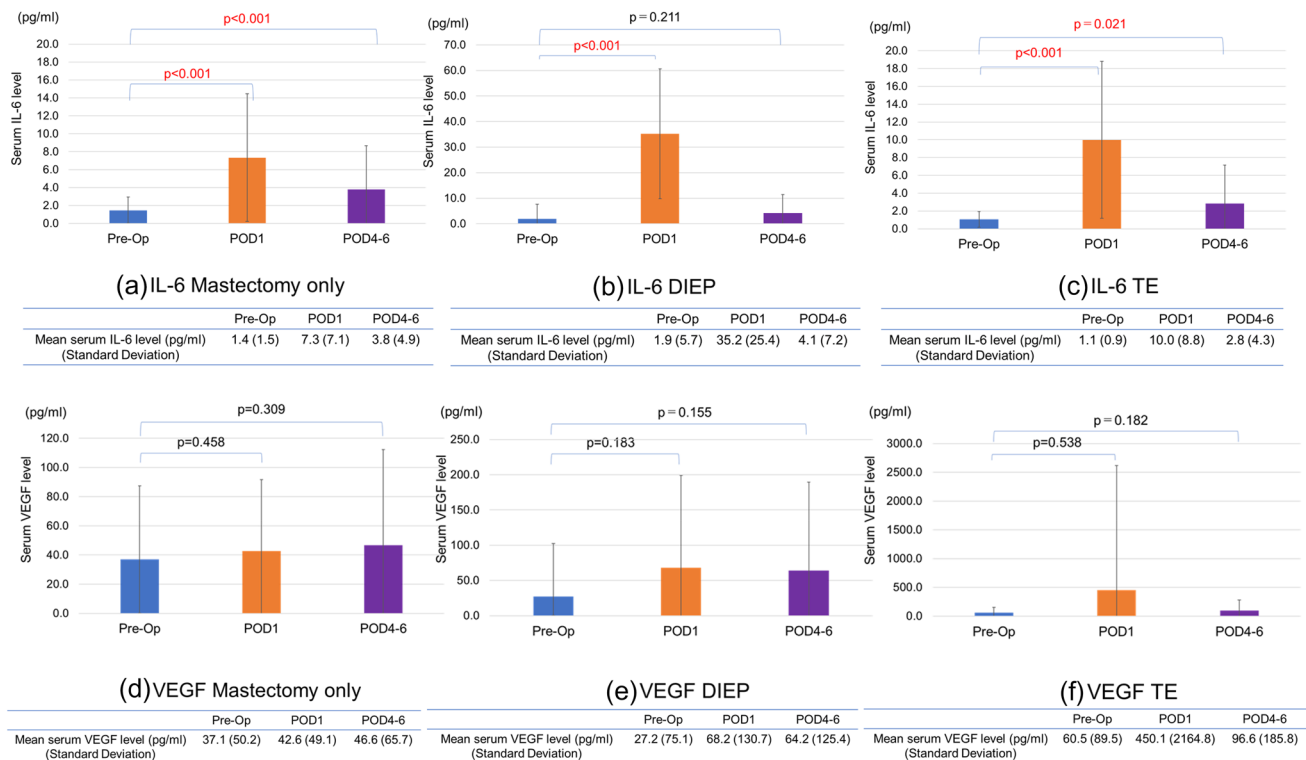 (pg/ml)
p<0.001
p<0.001
20.0
18.0
16.0
14.0
12.0
10.0
8.0
6.0
4.0
2.0
0.0
Serum IL-6 level
Pre-Op POD1 POD4-6
(a) IL-6 Mastectomy only
Pre-Op POD1 POD4-6
Mean serum IL-6 level (pg/ml) 1.4 (1.5) 7.3 (7.1) 3.8 (4.9)
(Standard Deviation)
(pg/ml)
p=0.211
p<0.001
70.0
60.0
50.0
40.0
30.0
20.0
10.0
0.0
Serum IL-6 level
Pre-Op POD1 POD4-6
(b) IL-6 DIEP
Pre-Op POD1 POD4-6
Mean serum IL-6 level (pg/ml) 1.9 (5.7) 35.2 (25.4) 4.1 (7.2)
(Standard Deviation)
(pg/ml)
p=0.021
p<0.001
20.0
18.0
16.0
14.0
12.0
10.0
8.0
6.0
4.0
2.0
0.0
Serum IL-6 level
Pre-Op POD1 POD4-6
(c) IL-6 TE
Pre-Op POD1 POD4-6
Mean serum IL-6 level (pg/ml) 1.1 (0.9) 10.0 (8.8) 2.8 (4.3)
(Standard Deviation)
(pg/ml)
p=0.309
p=0.458
120.0
100.0
80.0
60.0
40.0
20.0
0.0
Serum VEGF level
Pre-Op POD1 POD4-6
(d) VEGF Mastectomy only
Pre-Op POD1 POD4-6
Mean serum VEGF level (pg/ml) 37.1 (50.2) 42.6 (49.1) 46.6 (65.7)
(Standard Deviation)
(pg/ml)
p=0.155
p=0.183
250.0
200.0
150.0
100.0
50.0
0.0
Serum VEGF level
Pre-Op POD1 POD4-6
(e) VEGF DIEP
Pre-Op POD1 POD4-6
Mean serum VEGF level (pg/ml) 27.2 (75.1) 68.2 (130.7) 64.2 (125.4)
(Standard Deviation)
(pg/ml)
p=0.182
p=0.538
3000.0
2500.0
2000.0
1500.0
1000.0
500.0
0.0
Serum VEGF level
Pre-Op POD1 POD4-6
(f) VEGF TE
Pre-Op POD1 POD4-6
Mean serum VEGF level (pg/ml) 60.5 (89.5) 450.1 (2164.8) 96.6 (185.8)
(Standard Deviation)